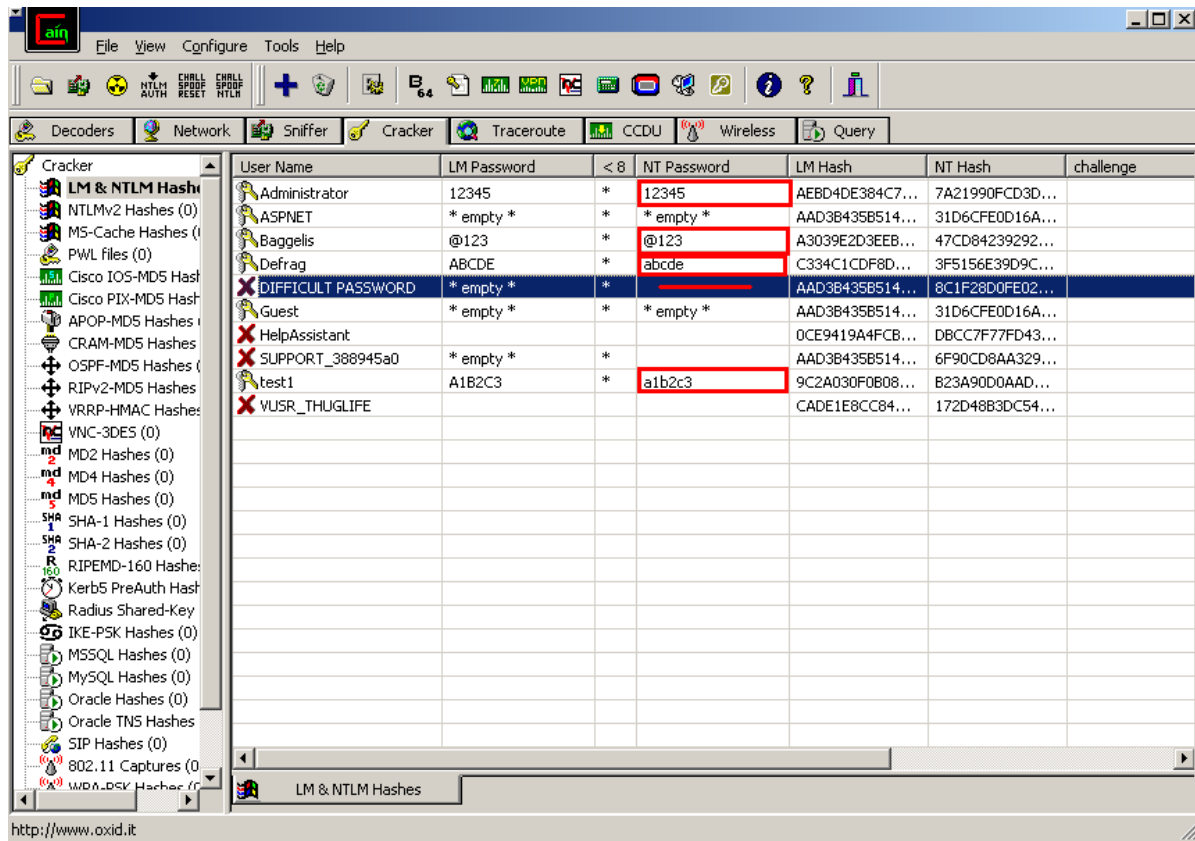 Caín
File View Configure Tools Help
NTLM AUTH CHALL SPOOF RESET CHALL SPOOF NTLM B64
Decoders Network Sniffer Cracker Traceroute CCDU Wireless Query
Cracker
LM & NTLM Hashe
NTLMv2 Hashes (0)
MS-Cache Hashes (
PWL files (0)
Cisco IOS-MD5 Hash
Cisco PIX-MD5 Hash
APOP-MD5 Hashes
CRAM-MD5 Hashes
OSPF-MD5 Hashes (
RIPv2-MD5 Hashes
VRRP-HMAC Hashes
VNC-3DES (0)
MD2 Hashes (0)
MD4 Hashes (0)
MD5 Hashes (0)
SHA-1 Hashes (0)
SHA-2 Hashes (0)
RIPEMD-160 Hashes
Kerb5 PreAuth Hash
Radius Shared-Key
IKE-PSK Hashes (0)
MSSQL Hashes (0)
MySQL Hashes (0)
Oracle Hashes (0)
Oracle TNS Hashes
SIP Hashes (0)
802.11 Captures (0
WPA-PSK Hashes (0
User Name LM Password < 8 NT Password LM Hash NT Hash challenge
Administrator 12345 * 12345 AEBD4DE384C7... 7A21990FCD3D...
ASPNET * empty * * * empty * AAD3B435B514... 31D6CFE0D16A...
Baggelis @123 * @123 A3039E2D3EEB... 47CD84239292...
Defrag ABCDE * abcde C334C1CDF8D... 3F5156E39D9C...
DIFFICULT PASSWORD * empty * * AAD3B435B514... 8C1F28D0FE02...
Guest * empty * * * empty * AAD3B435B514... 31D6CFE0D16A...
HelpAssistant 0CE9419A4FCB... DBCC7F77FD43...
SUPPORT_388945a0 * empty * * AAD3B435B514... 6F90CD8AA329...
test1 A1B2C3 * a1b2c3 9C2A030F0B08... B23A90D0AAD...
VUSR_THUGLIFE CADE1E8CC84... 172D48B3DC54...
LM & NTLM Hashes
http://www.oxid.it